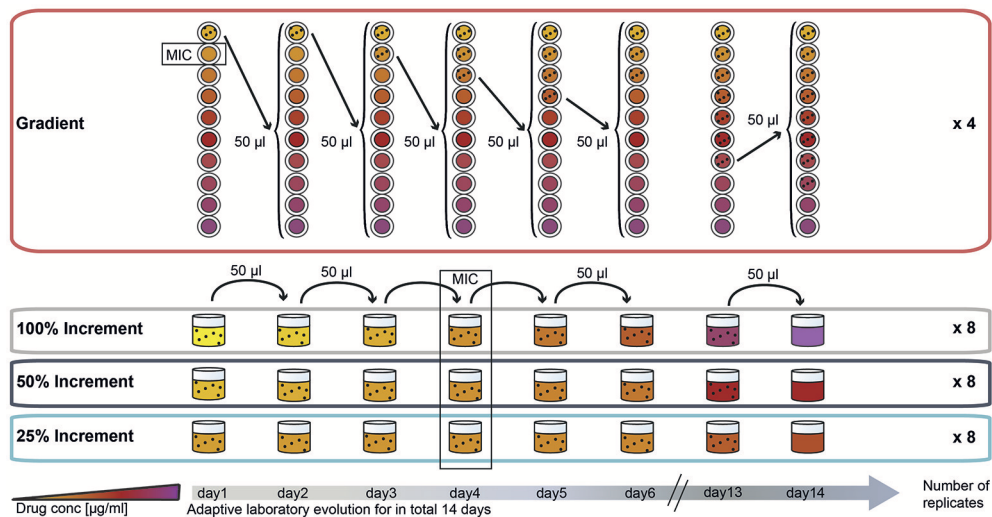 MIC
Gradient
50 µl
50 µl
50 µl
50 µl
50 µl
50 µl
x 4
50 µl
50 µl
MIC
50 µl
50 µl
100% Increment
x 8
50% Increment
x 8
25% Increment
x 8
Drug conc [µg/ml]
day1
day2
day3
day4
day5
day6
day13
day14
Adaptive laboratory evolution for in total 14 days
Number of
replicates